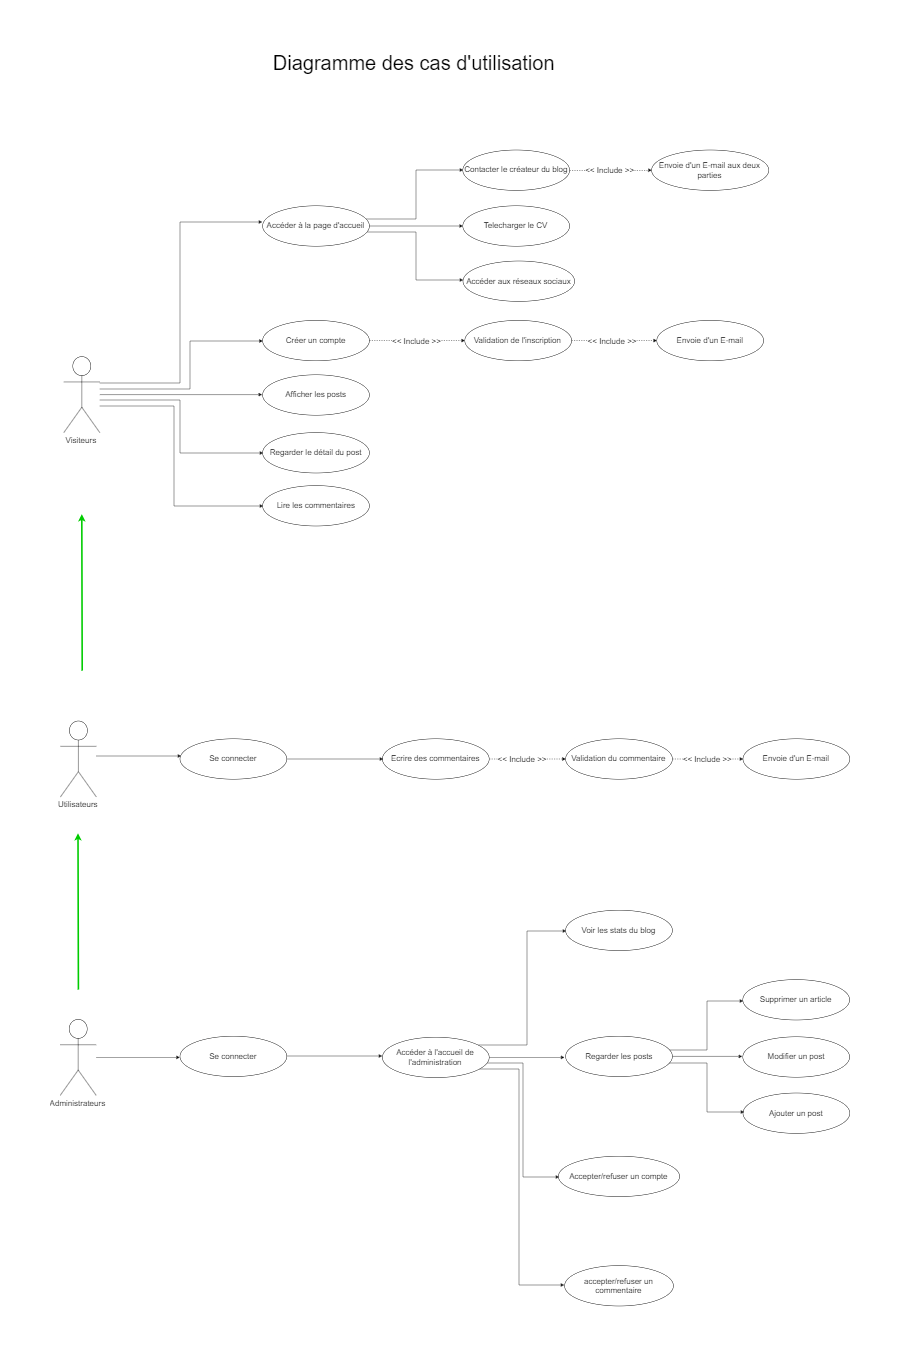 Diagramme des cas d'utilisation
Contacter le créateur du blog
<< Include >>
Envoie d'un E-mail aux deux
parties
Accéder à la page d'accueil
Telecharger le CV
Accéder aux réseaux sociaux
Créer un compte
<< Include >>
Validation de l'inscription
<< Include >>
Envoie d'un E-mail
Afficher les posts
Visiteurs
Regarder le détail du post
Lire les commentaires
Se connecter
Ecrire des commentaires
<< Include >>
Validation du commentaire
<< Include >>
Envoie d'un E-mail
Utilisateurs
Voir les stats du blog
Supprimer un article
Se connecter
Accéder à l'accueil de
l'administration
Regarder les posts
Modifier un post
Administrateurs
Ajouter un post
Accepter/refuser un compte
accepter/refuser un
commentaire